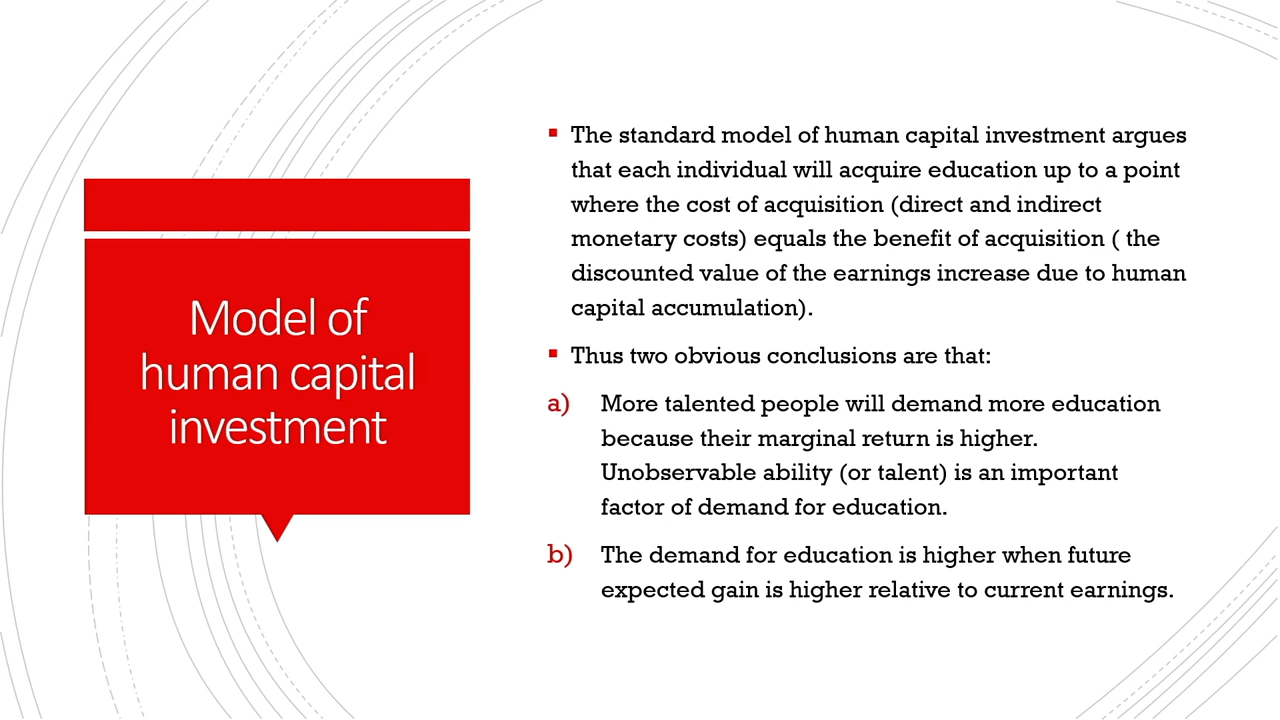 Model of
human capital
investment
The standard model of human capital investment argues
that each individual will acquire education up to a point
where the cost of acquisition (direct and indirect
monetary costs) equals the benefit of acquisition ( the
discounted value of the earnings increase due to human
capital accumulation).
Thus two obvious conclusions are that:
a) More talented people will demand more education
because their marginal return is higher.
Unobservable ability (or talent) is an important
factor of demand for education.
b) The demand for education is higher when future
expected gain is higher relative to current earnings.